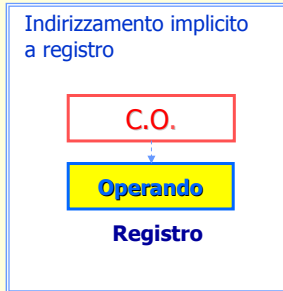 Indirizzamento implicito
a registro
C.O.
Operando
Registro